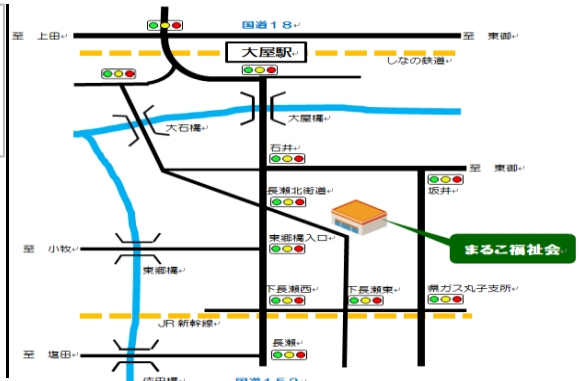 国道18
至 上田
至 東御
大屋駅
しなの鉄道
大石橋
大屋橋
石井
至 東御
長瀬北街道
坂井
至 小牧
東郷橋入口
まるこ福祉会
東郷橋
下長瀬西
下長瀬東
県ガス丸子支所
JR新幹線
至 塩田
長瀬